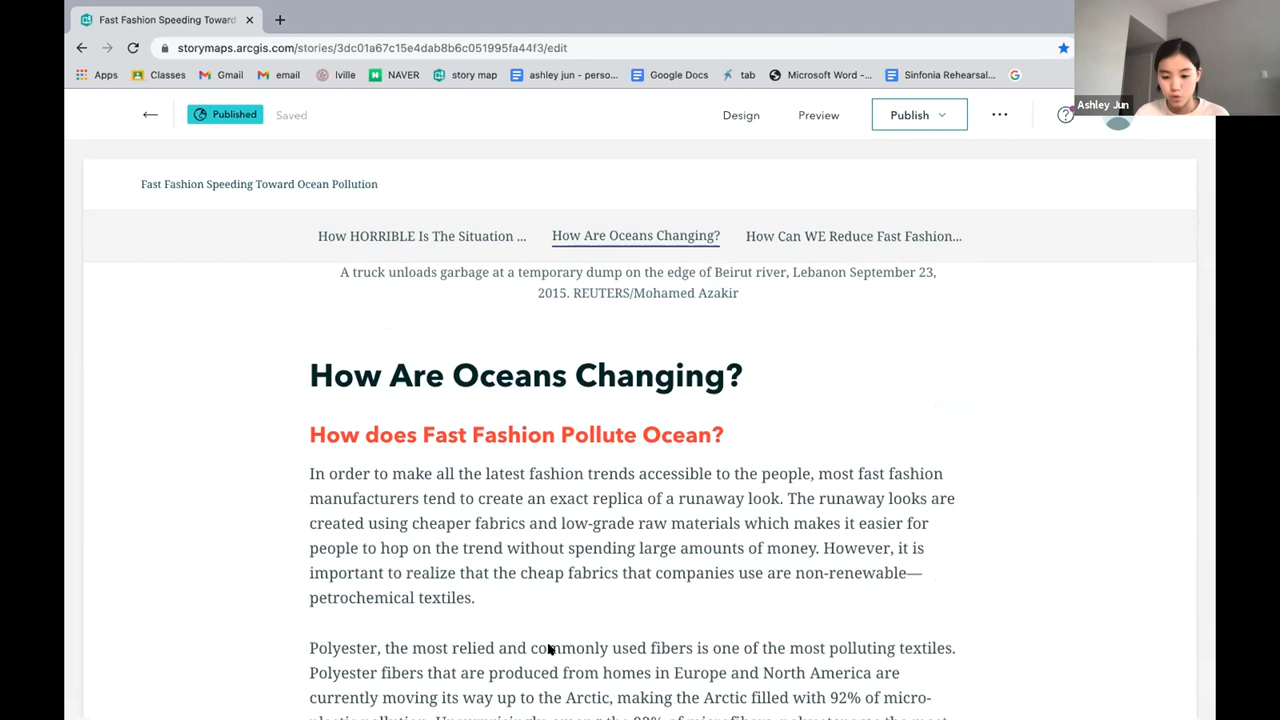 Fast Fashion Speeding Toward
storymaps.arcgis.com/stories/3dc01a67c15e4dab8b6c051995fa44f3/edit
Apps Classes Gmail email lville NAVER story map ashley jun - perso... Google Docs tab Microsoft Word -... Sinfonia Rehearsal...
Ashley Jun
Published Saved Design Preview Publish
Fast Fashion Speeding Toward Ocean Pollution
How HORRIBLE Is The Situation ... How Are Oceans Changing? How Can WE Reduce Fast Fashion...
A truck unloads garbage at a temporary dump on the edge of Beirut river, Lebanon September 23,
2015. REUTERS/Mohamed Azakir
How Are Oceans Changing?
How does Fast Fashion Pollute Ocean?
In order to make all the latest fashion trends accessible to the people, most fast fashion
manufacturers tend to create an exact replica of a runaway look. The runaway looks are
created using cheaper fabrics and low-grade raw materials which makes it easier for
people to hop on the trend without spending large amounts of money. However, it is
important to realize that the cheap fabrics that companies use are non-renewable—
petrochemical textiles.
Polyester, the most relied and commonly used fibers is one of the most polluting textiles.
Polyester fibers that are produced from homes in Europe and North America are
currently moving its way up to the Arctic, making the Arctic filled with 92% of micro-